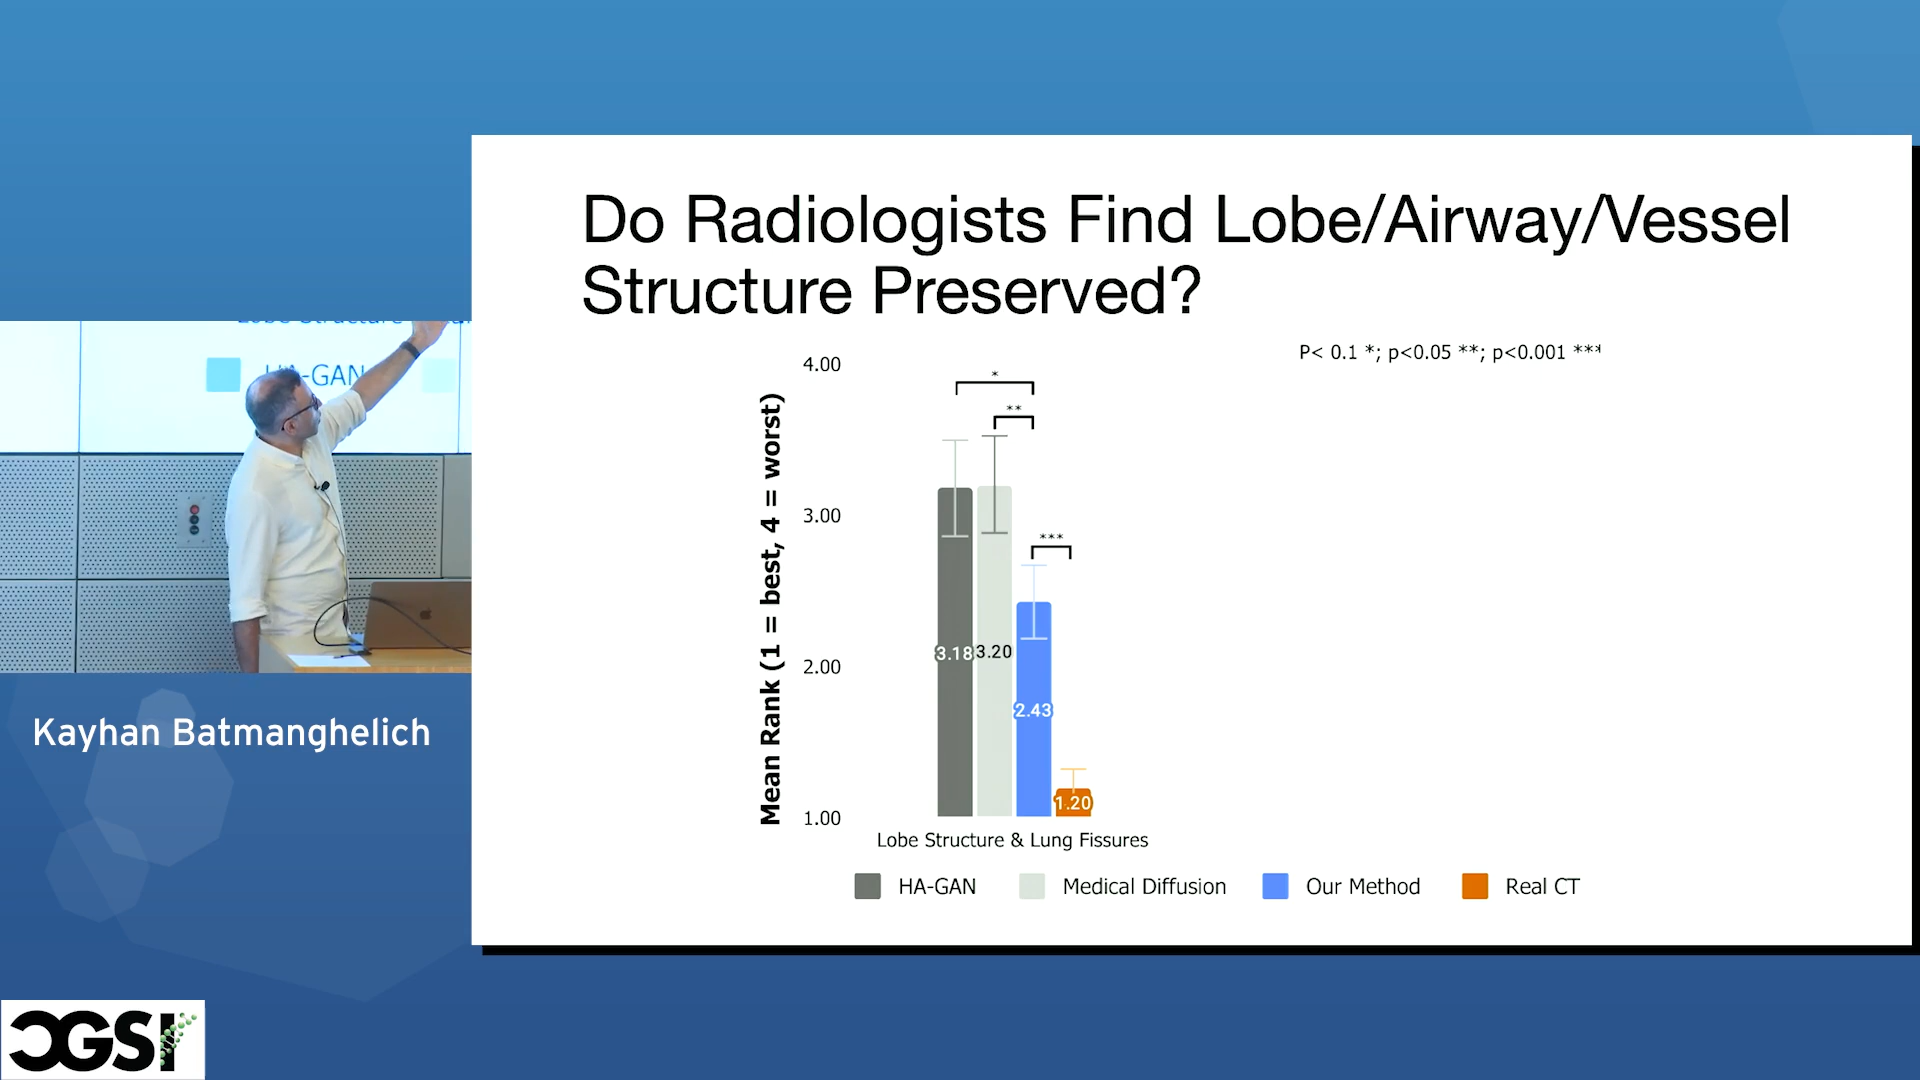 Do Radiologists Find Lobe/Airway/Vessel
Structure Preserved?
P< 0.1 *; p<0.05 **; p<0.001 ***
Mean Rank (1 = best, 4 = worst)
4.00
3.00
2.00
1.00
*
**
***
3.18
3.20
2.43
1.20
Lobe Structure & Lung Fissures
HA-GAN
Medical Diffusion
Our Method
Real CT
-GAN
Kayhan Batmanghelich
CGSI